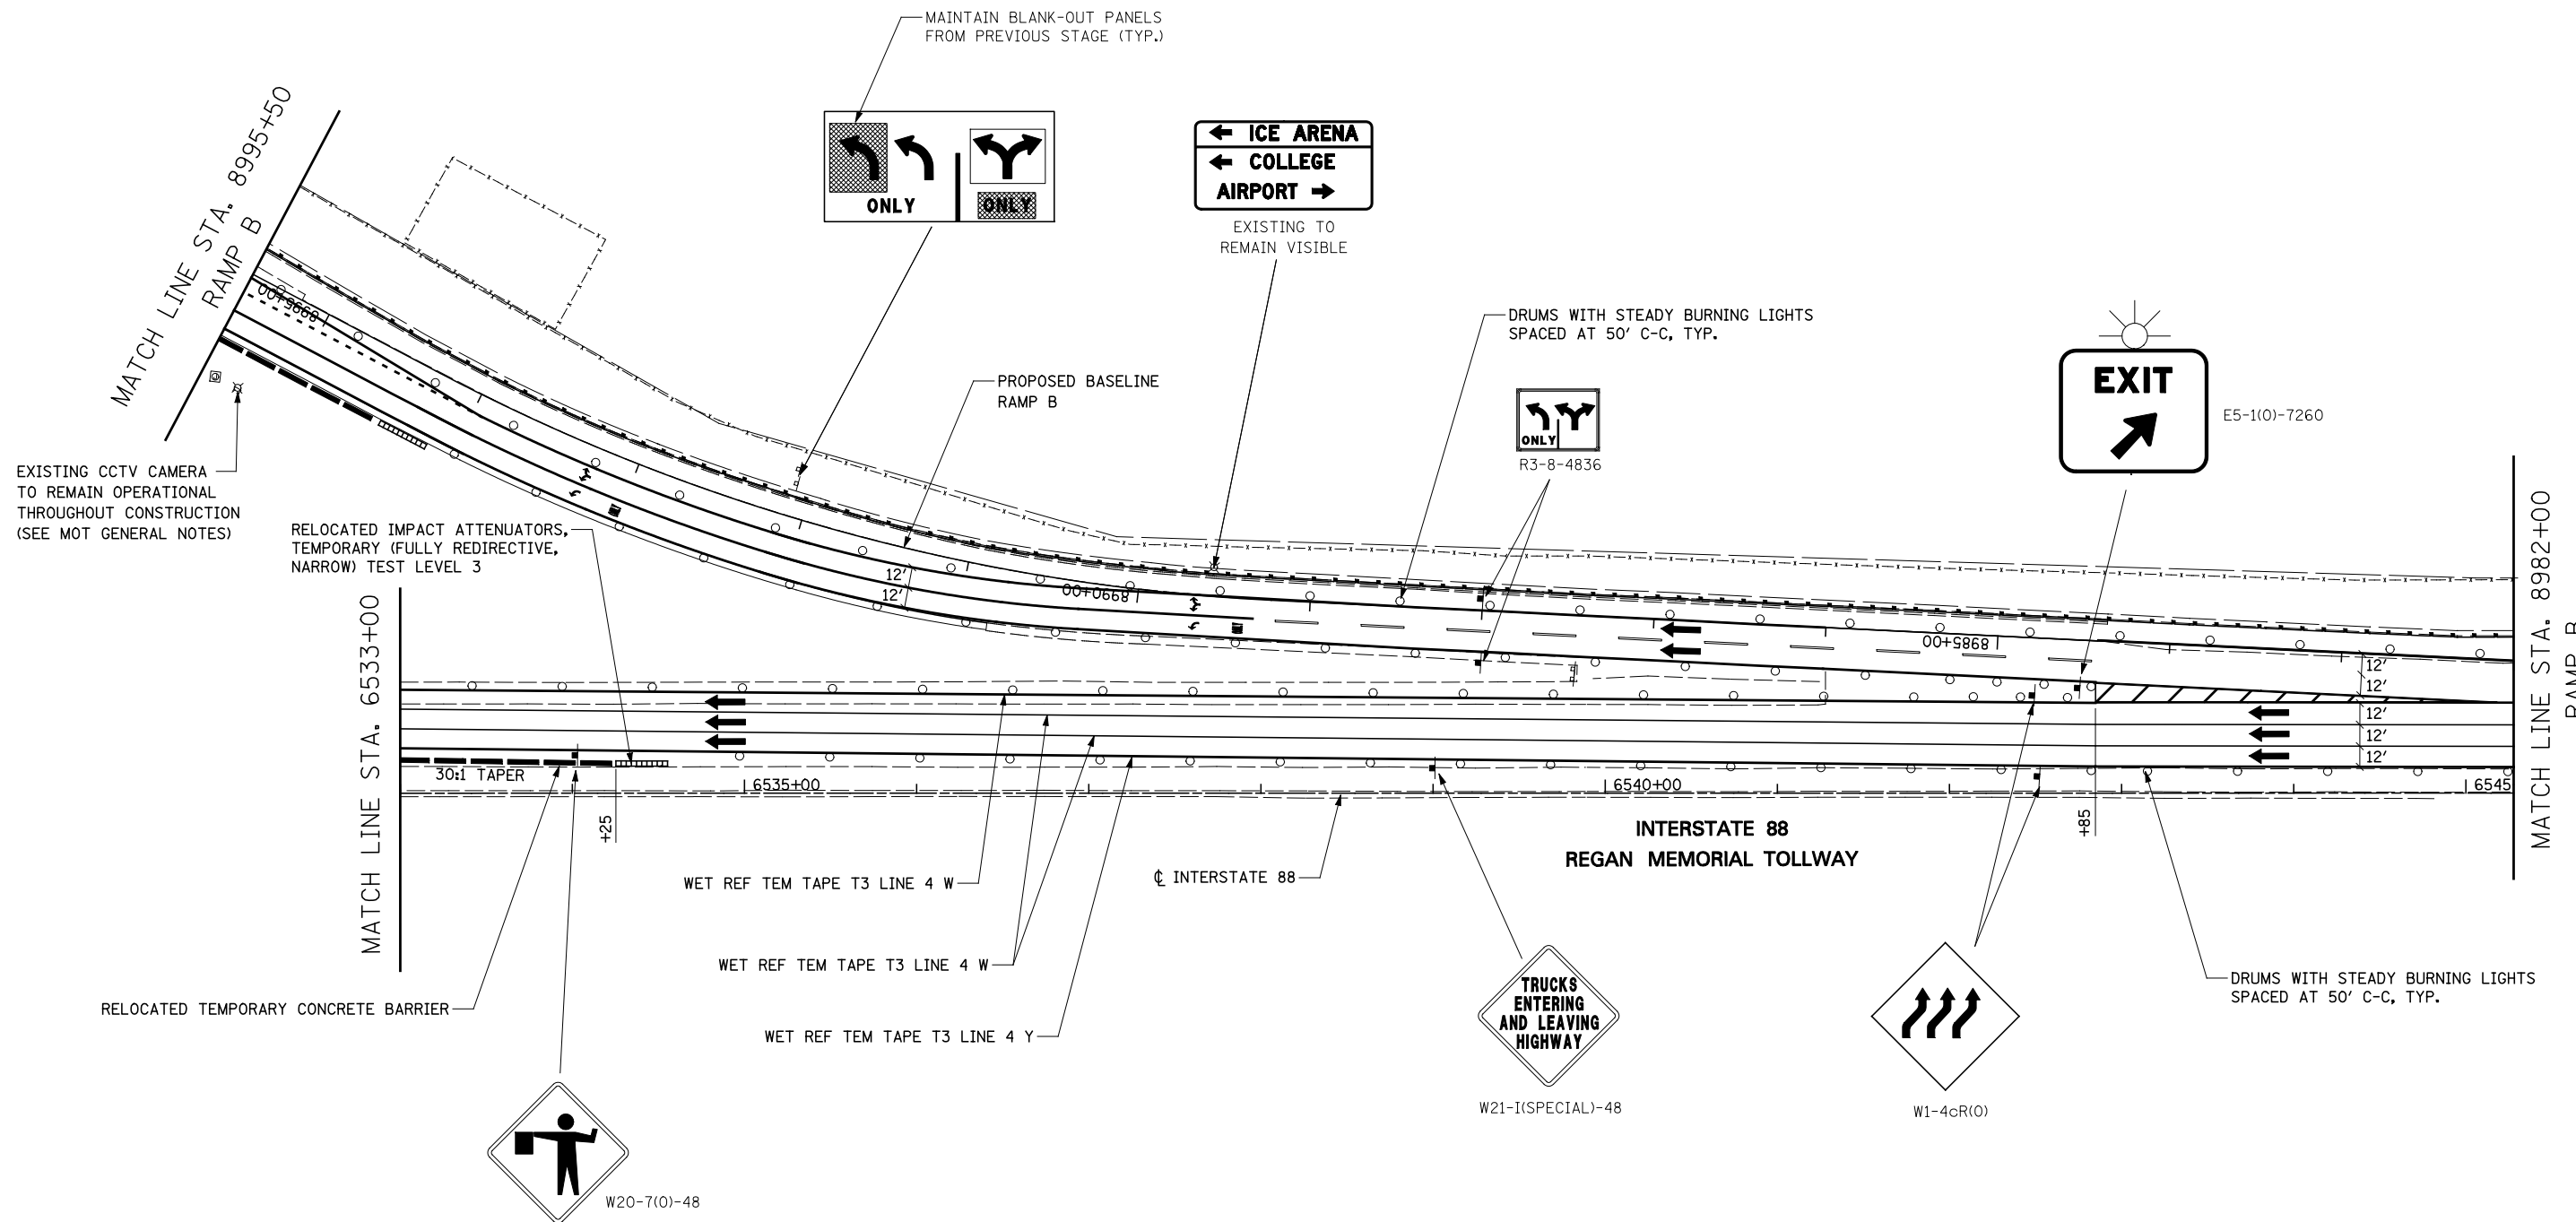 MAINTAIN BLANK-OUT PANELS
FROM PREVIOUS STAGE (TYP.)
ONLY
ONLY
← ICE ARENA
← COLLEGE
AIRPORT →
EXISTING TO
REMAIN VISIBLE
MATCH LINE STA. 8995+50
RAMP B
8995+00
DRUMS WITH STEADY BURNING LIGHTS
SPACED AT 50' C-C, TYP.
PROPOSED BASELINE
RAMP B
ONLY
R3-8-4836
EXIT
E5-1(O)-7260
EXISTING CCTV CAMERA
TO REMAIN OPERATIONAL
THROUGHOUT CONSTRUCTION
(SEE MOT GENERAL NOTES)
RELOCATED IMPACT ATTENUATORS,
TEMPORARY (FULLY REDIRECTIVE,
NARROW) TEST LEVEL 3
12'
12'
8990+00
8985+00
12'
12'
12'
12'
12'
MATCH LINE STA. 8982+00
RAMP B
MATCH LINE STA. 6533+00
30:1 TAPER
+25
6535+00
6540+00
6545
+85
MATCH LINE STA.
INTERSTATE 88
REGAN MEMORIAL TOLLWAY
WET REF TEM TAPE T3 LINE 4 W
℄ INTERSTATE 88
WET REF TEM TAPE T3 LINE 4 W
WET REF TEM TAPE T3 LINE 4 Y
RELOCATED TEMPORARY CONCRETE BARRIER
TRUCKS
ENTERING
AND LEAVING
HIGHWAY
W21-I(SPECIAL)-48
W1-4cR(O)
DRUMS WITH STEADY BURNING LIGHTS
SPACED AT 50' C-C, TYP.
W20-7(O)-48